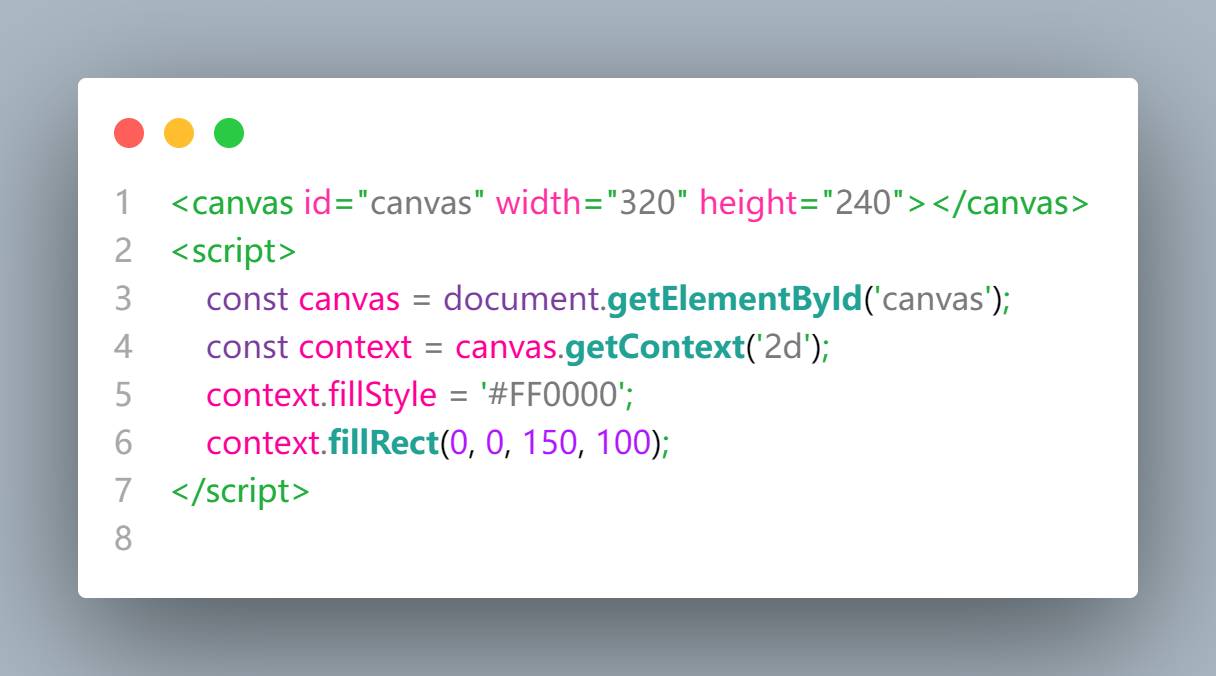 1 <canvas id="canvas" width="320" height="240"></canvas>
2 <script>
3 const canvas = document.getElementById('canvas');
4 const context = canvas.getContext('2d');
5 context.fillStyle = '#FF0000';
6 context.fillRect(0, 0, 150, 100);
7 </script>
8